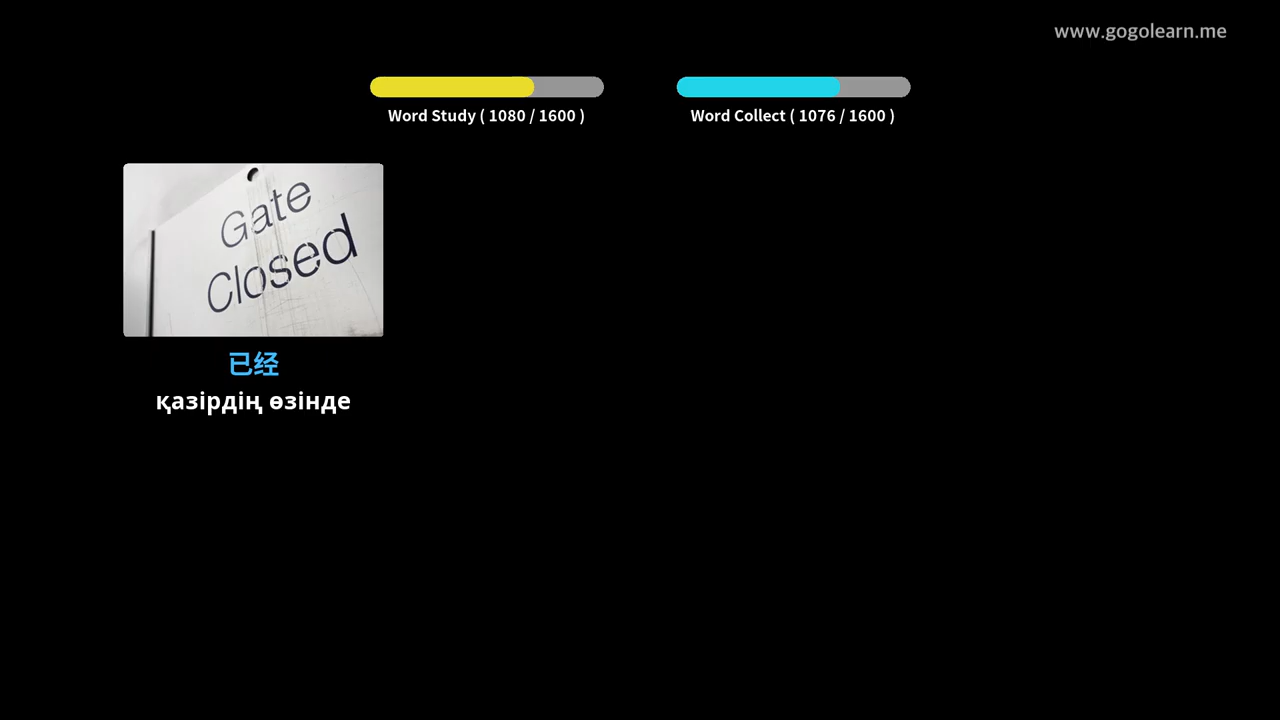 www.gogolearn.me
Word Study ( 1080 / 1600 )
Word Collect ( 1076 / 1600 )
Gate
Closed
已经
қазірдің өзінде